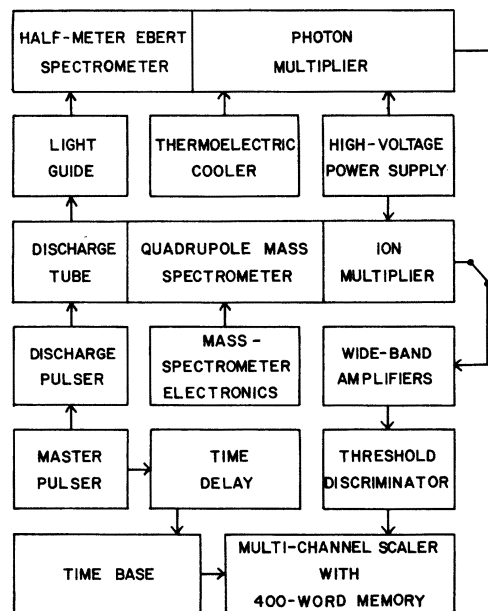 HALF-METER EBERT
SPECTROMETER
PHOTON
MULTIPLIER
LIGHT
GUIDE
THERMOELECTRIC
COOLER
HIGH-VOLTAGE
POWER SUPPLY
DISCHARGE
TUBE
QUADRUPOLE MASS
SPECTROMETER
ION
MULTIPLIER
DISCHARGE
PULSER
MASS-
SPECTROMETER
ELECTRONICS
WIDE-BAND
AMPLIFIERS
MASTER
PULSER
TIME
DELAY
THRESHOLD
DISCRIMINATOR
TIME BASE
MULTI-CHANNEL SCALER
WITH
400-WORD MEMORY